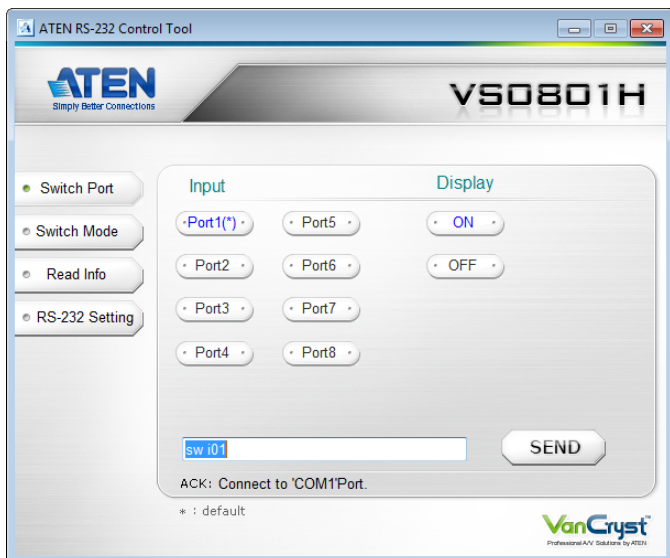 ATEN RS-232 Control Tool
ATEN
Simply Better Connections
VS0801H
Switch Port
Switch Mode
Read Info
RS-232 Setting
Input
Display
Port1(*)
Port5
ON
Port2
Port6
OFF
Port3
Port7
Port4
Port8
sw i01
SEND
ACK: Connect to 'COM1'Port.
* : default
VanCryst™
Professional A/V Solutions by ATEN